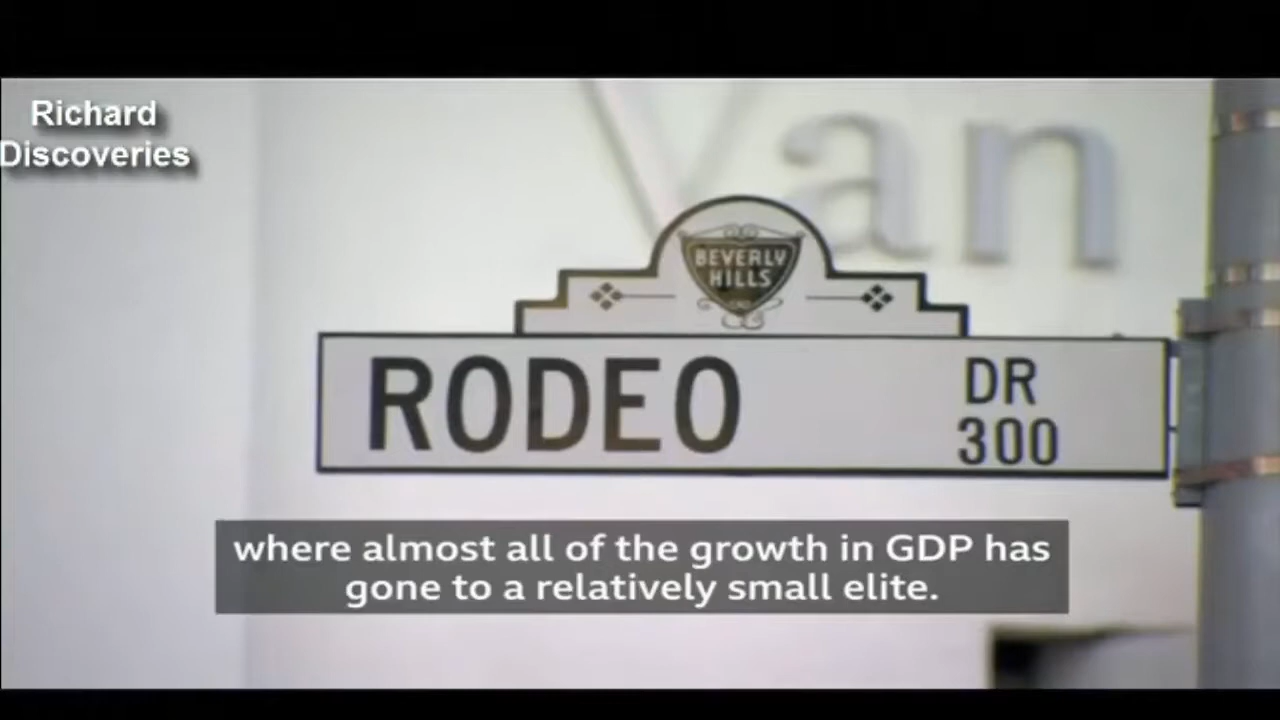 Richard
Discoveries
Van
BEVERLY
HILLS
RODEO
DR
300
where almost all of the growth in GDP has
gone to a relatively small elite.